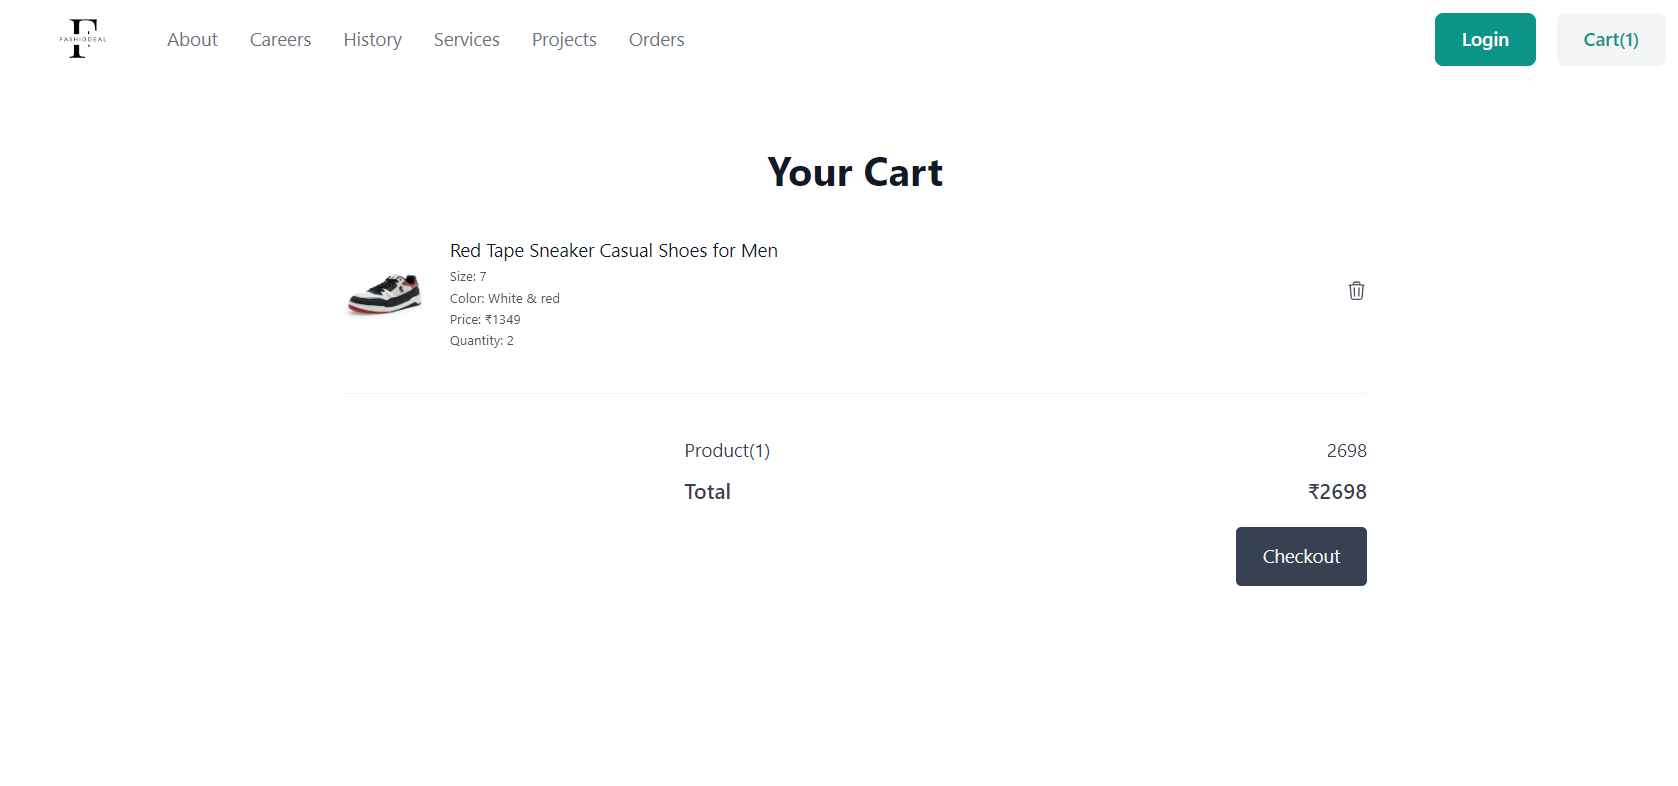 F
FASHIODEAL
About Careers History Services Projects Orders Login Cart(1)
Your Cart
Red Tape Sneaker Casual Shoes for Men
Size: 7
Color: White & red
Price: ₹1349
Quantity: 2
Product(1) 2698
Total ₹2698
Checkout